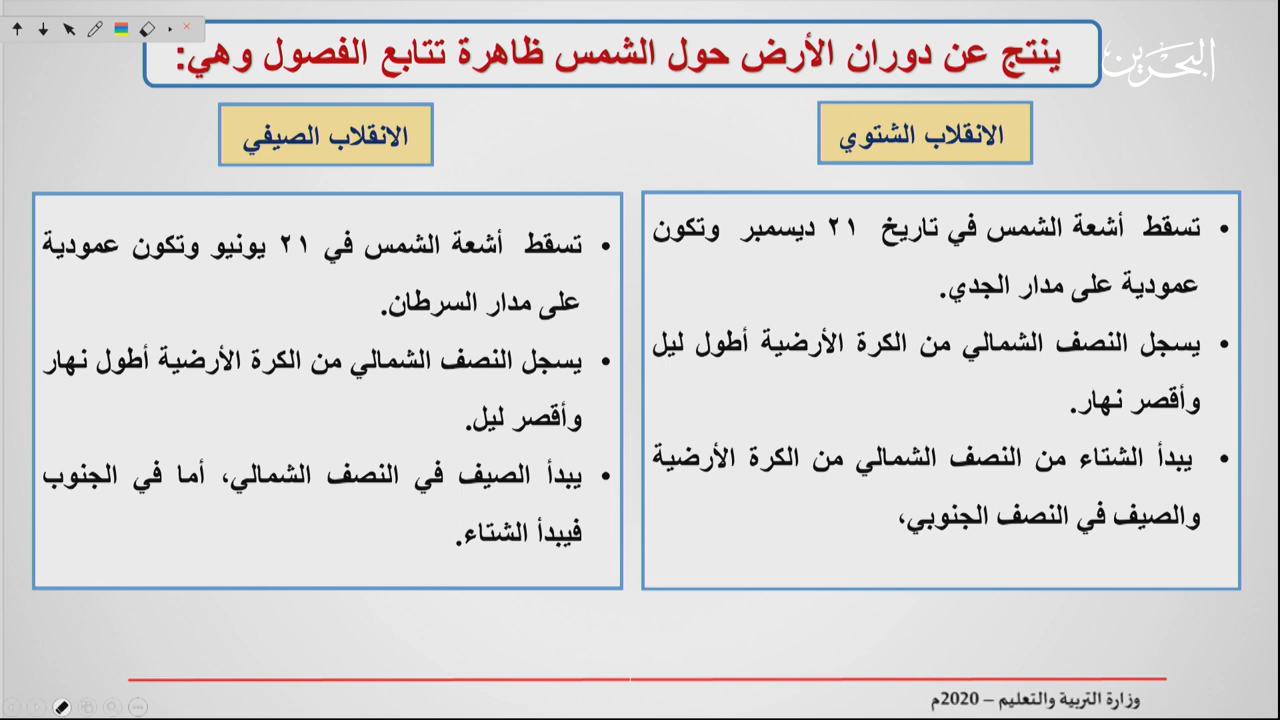 ينتج عن دوران الأرض حول الشمس ظاهرة تتابع الفصول وهي:
البحرين
الانقلاب الشتوي
• تسقط أشعة الشمس في تاريخ ٢١ ديسمبر وتكون
عمودية على مدار الجدي.
• يسجل النصف الشمالي من الكرة الأرضية أطول ليل
وأقصر نهار.
• يبدأ الشتاء من النصف الشمالي من الكرة الأرضية
والصيف في النصف الجنوبي،
الانقلاب الصيفي
• تسقط أشعة الشمس في ٢١ يونيو وتكون عمودية
على مدار السرطان.
• يسجل النصف الشمالي من الكرة الأرضية أطول نهار
وأقصر ليل.
• يبدأ الصيف في النصف الشمالي، أما في الجنوب
فيبدأ الشتاء.
وزارة التربية والتعليم – 2020م